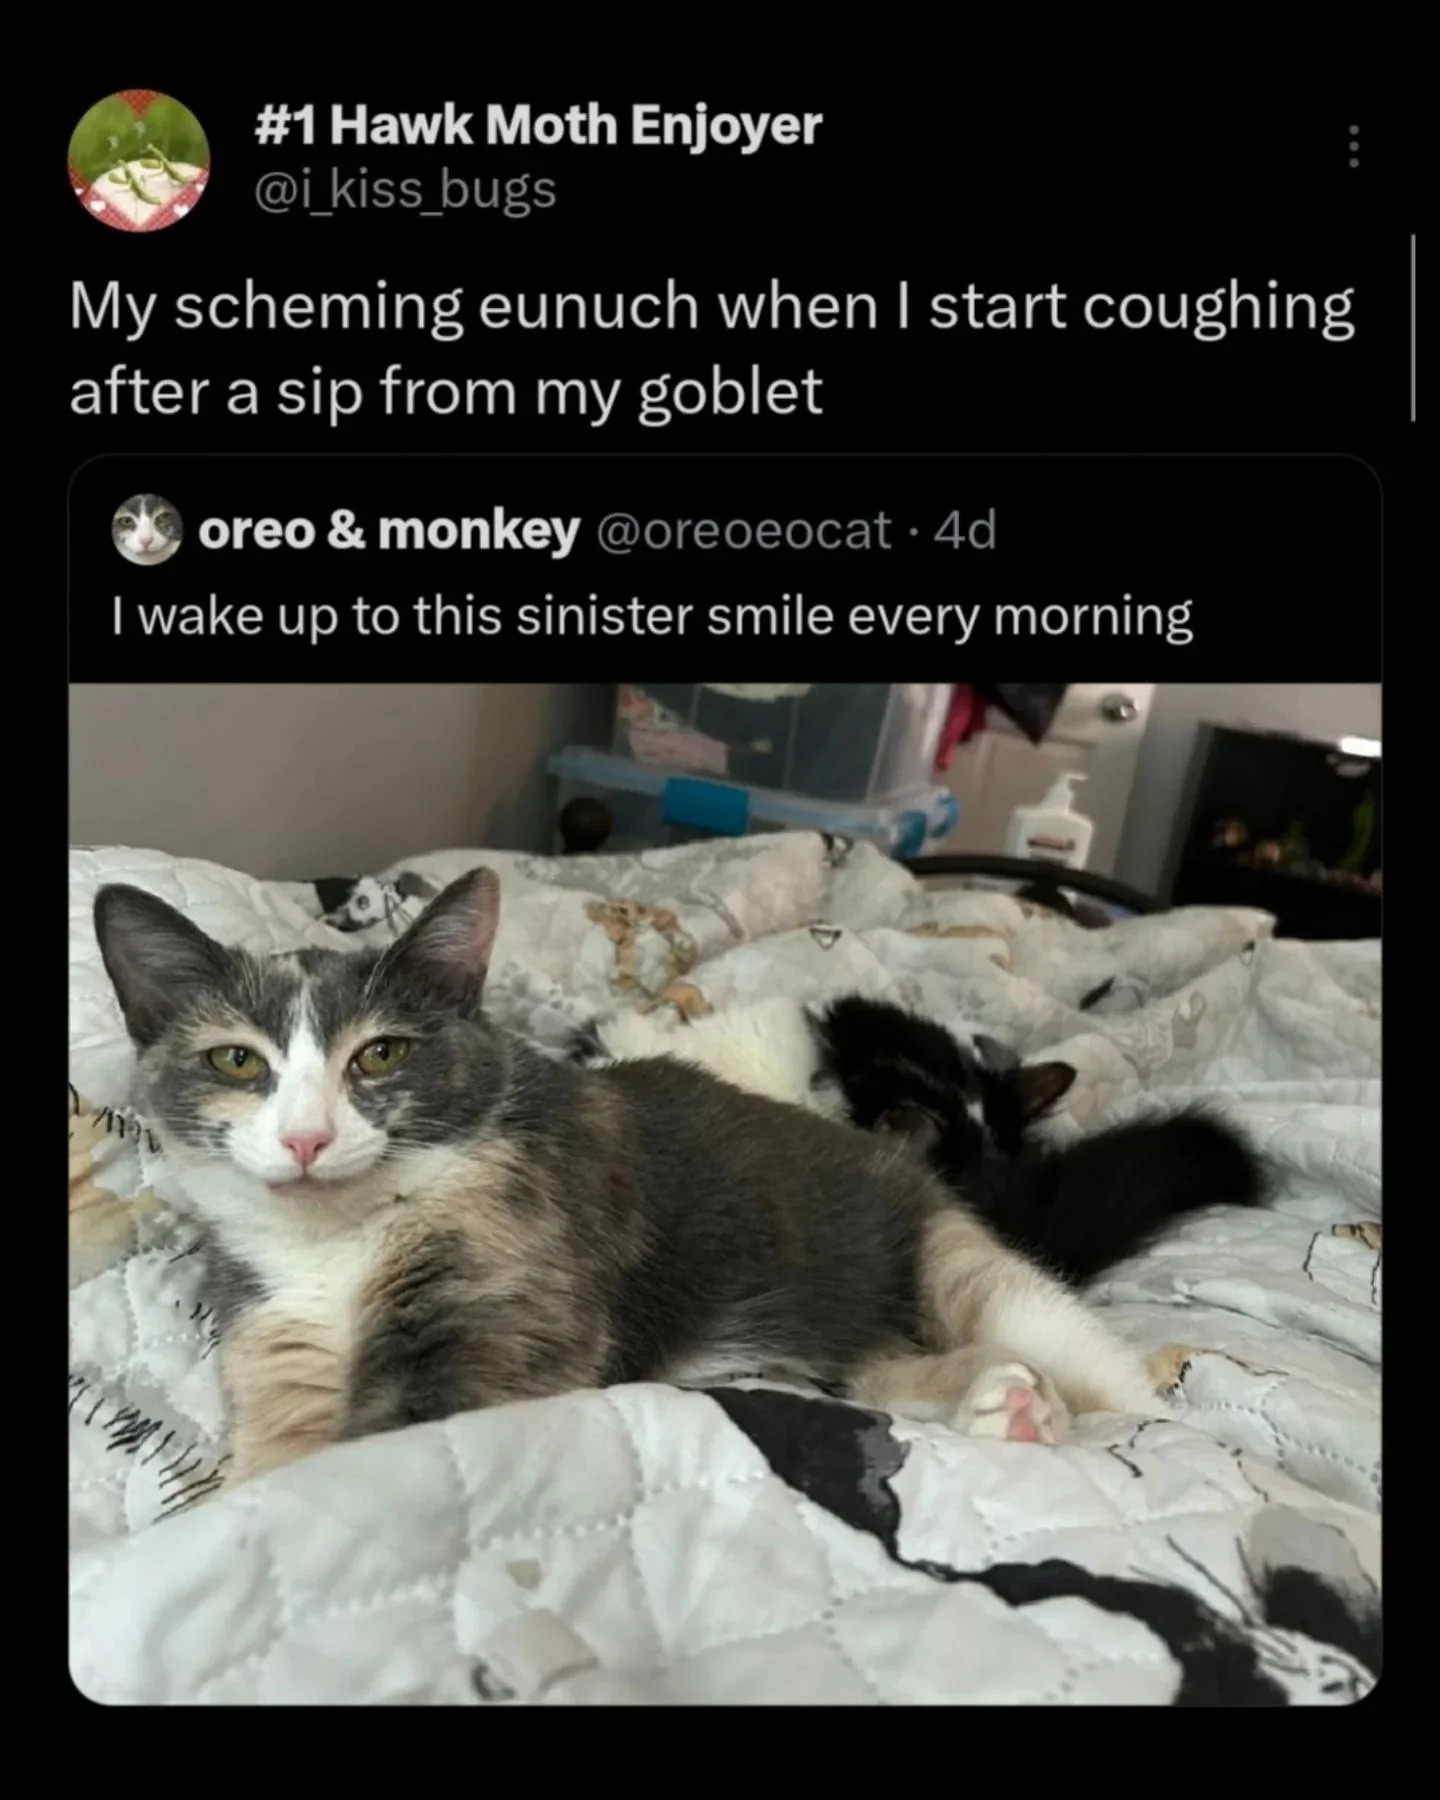 #1 Hawk Moth Enjoyer
@i_kiss_bugs
My scheming eunuch when I start coughing
after a sip from my goblet
oreo & monkey @oreoeocat · 4d
I wake up to this sinister smile every morning